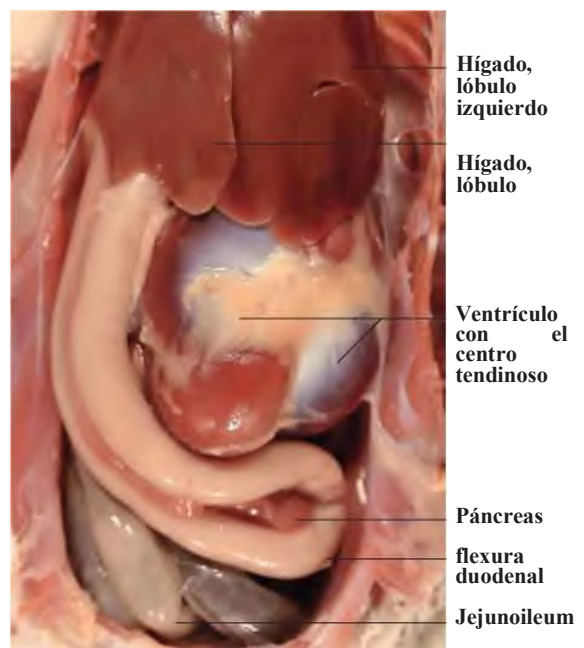 Hígado,
lóbulo
izquierdo
Hígado,
lóbulo
Ventrículo
con el
centro
tendinoso
Páncreas
flexura
duodenal
Jejunoileum